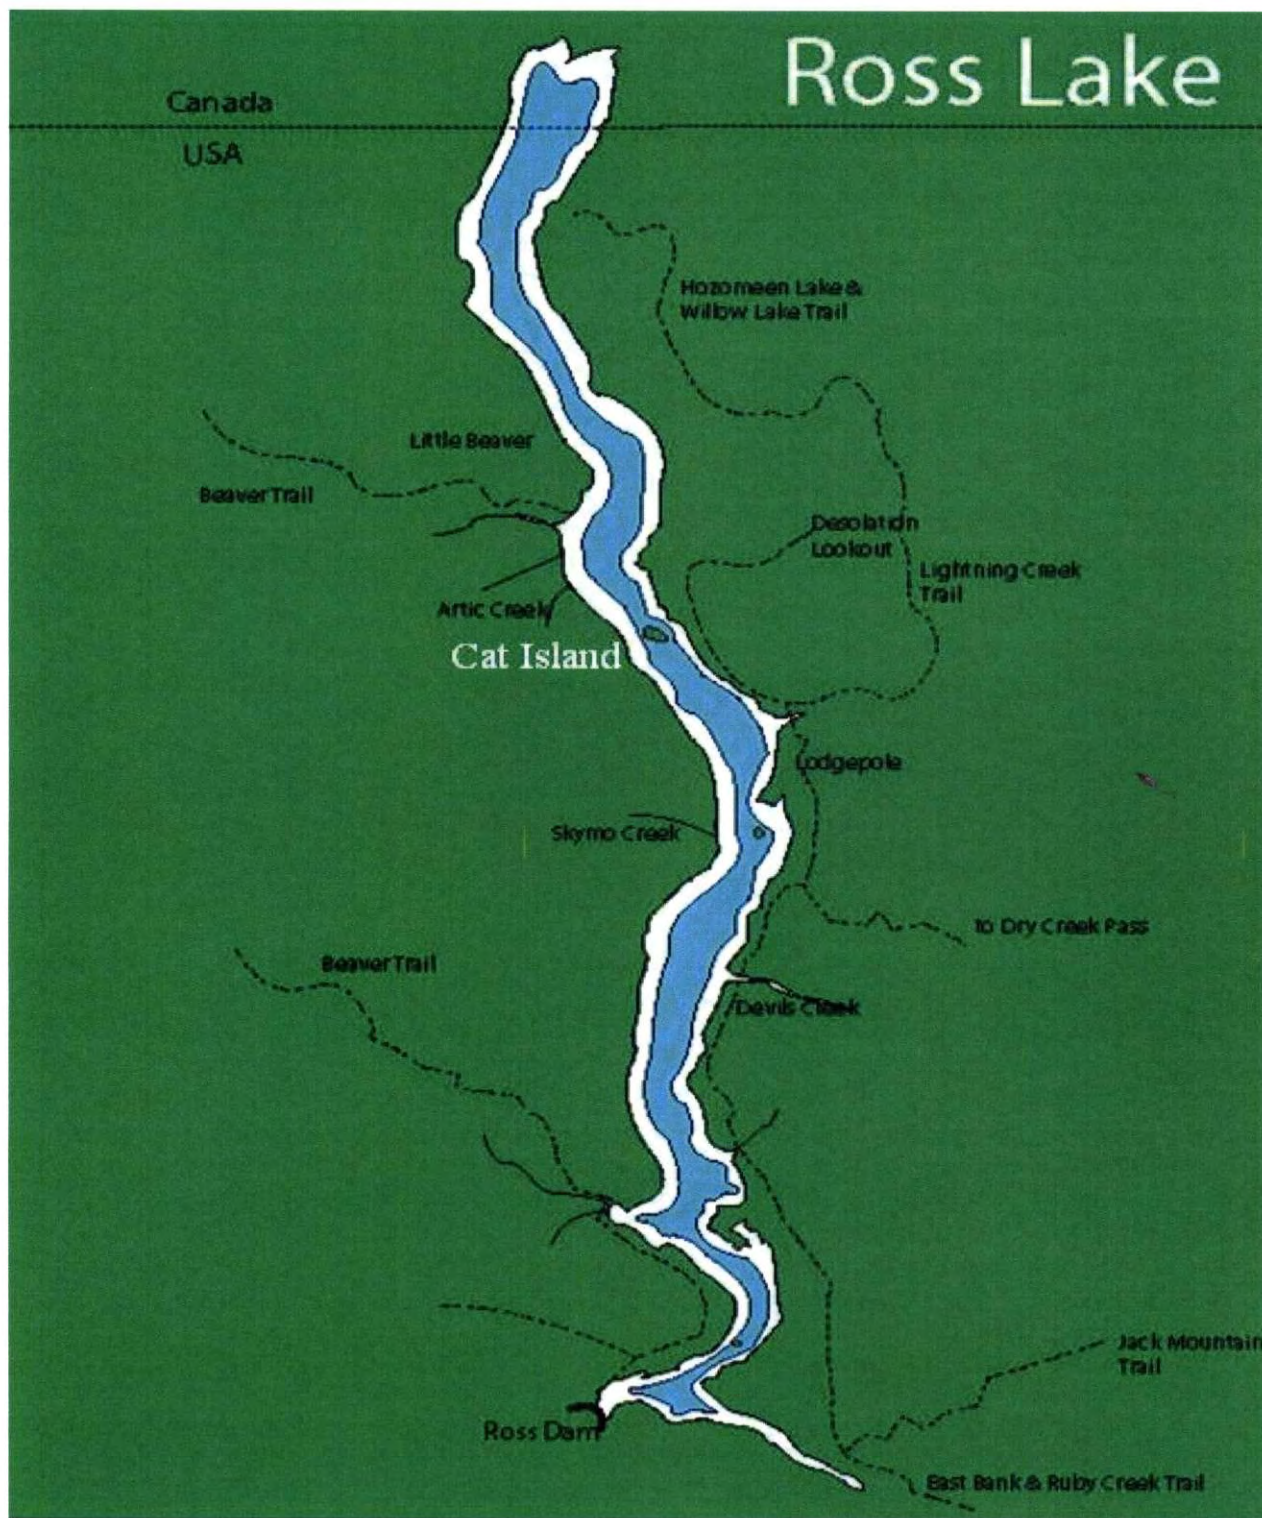 Ross Lake
Canada
USA
Hozomeen Lake &
Willow Lake Trail
Little Beaver
Beaver Trail
Desolation
Lookout
Lightning Creek
Trail
Artic Creek
Cat Island
Lodgepole
Skymo Creek
to Dry Creek Pass
Beaver Trail
Devils Creek
Jack Mountain
Trail
Ross Dam
East Bank & Ruby Creek Trail